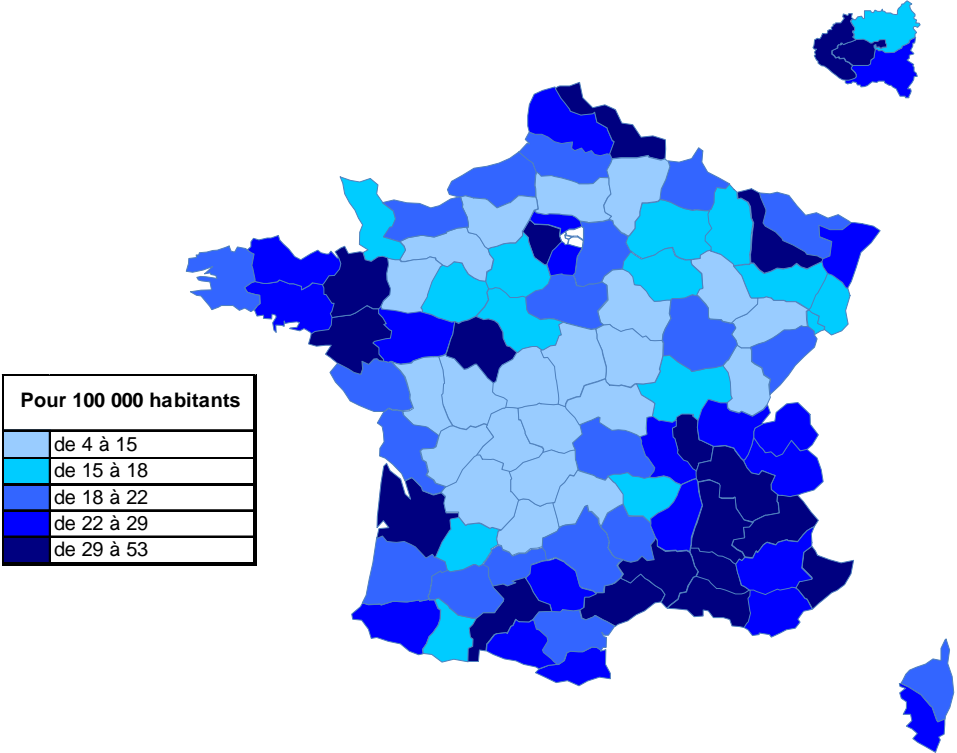 Pour 100 000 habitants
de 4 à 15
de 15 à 18
de 18 à 22
de 22 à 29
de 29 à 53